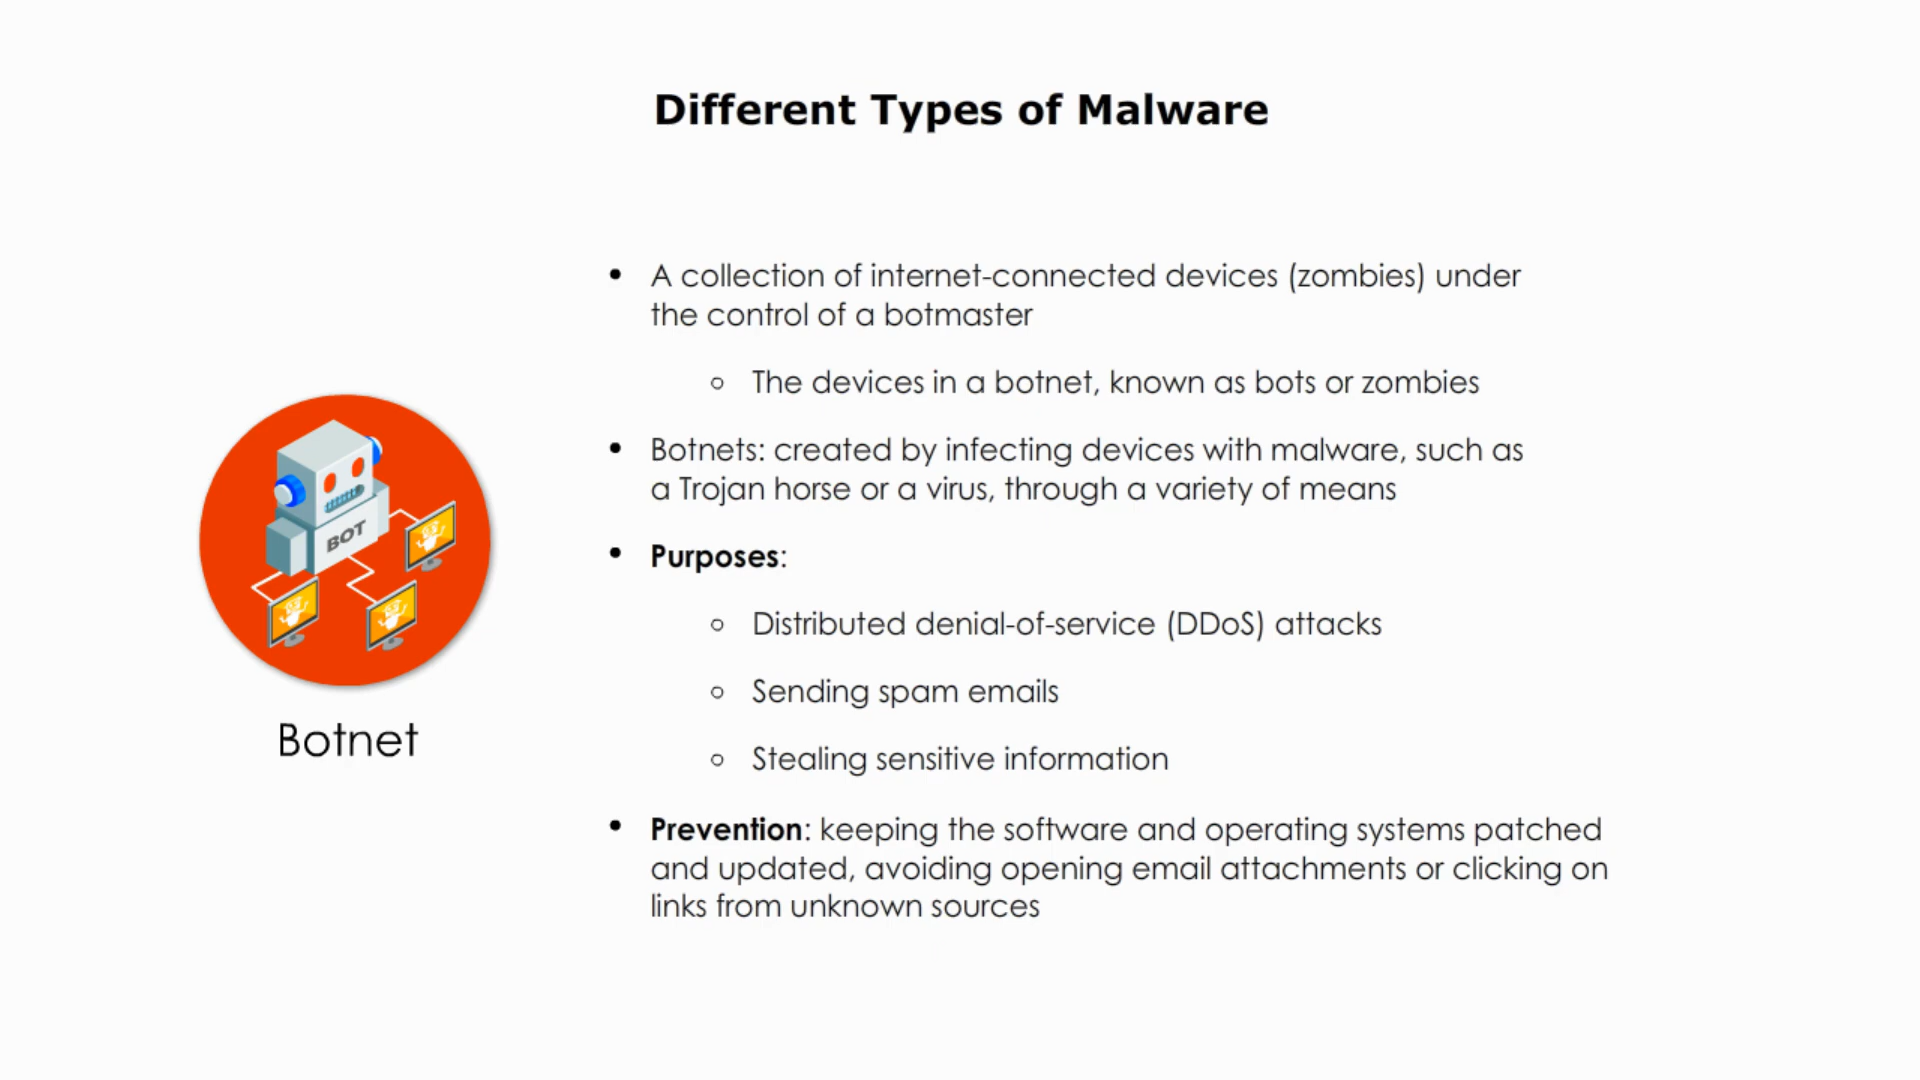 Different Types of Malware
• A collection of internet-connected devices (zombies) under
the control of a botmaster
○ The devices in a botnet, known as bots or zombies
• Botnets: created by infecting devices with malware, such as
a Trojan horse or a virus, through a variety of means
• Purposes:
○ Distributed denial-of-service (DDoS) attacks
○ Sending spam emails
○ Stealing sensitive information
• Prevention: keeping the software and operating systems patched
and updated, avoiding opening email attachments or clicking on
links from unknown sources
BOT
Botnet